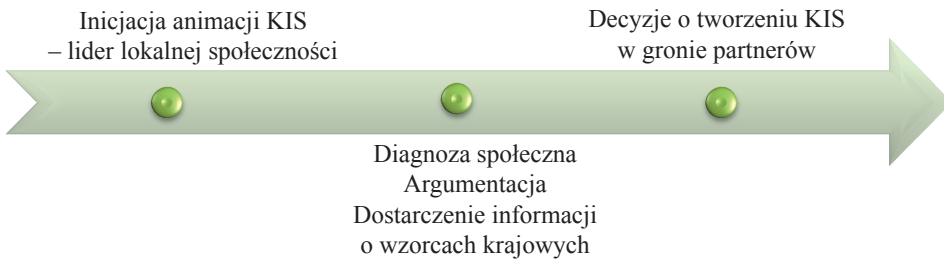 Inicjacja animacji KIS
– lider lokalnej społeczności
Diagnoza społeczna
Argumentacja
Dostarczenie informacji
o wzorcach krajowych
Decyzje o tworzeniu KIS
w gronie partnerów